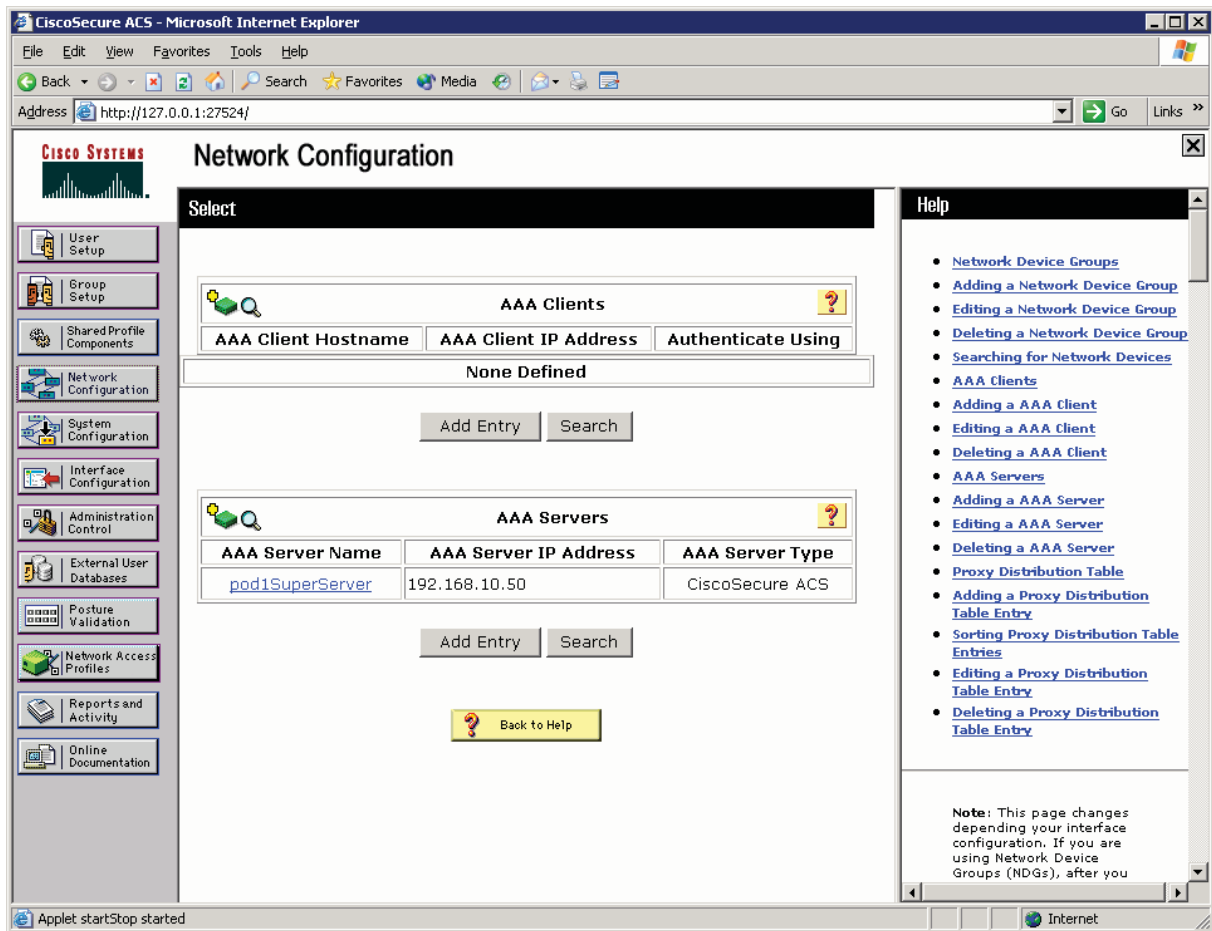 CiscoSecure ACS - Microsoft Internet Explorer
File Edit View Favorites Tools Help
Back Search Favorites Media
Address http://127.0.0.1:27524/ Go Links »
CISCO SYSTEMS
Network Configuration
User
Setup
Group
Setup
Shared Profile
Components
Network
Configuration
System
Configuration
Interface
Configuration
Administration
Control
External User
Databases
Posture
Validation
Network Access
Profiles
Reports and
Activity
Online
Documentation
Select
AAA Clients ?
AAA Client Hostname AAA Client IP Address Authenticate Using
None Defined
Add Entry Search
AAA Servers ?
AAA Server Name AAA Server IP Address AAA Server Type
pod1SuperServer 192.168.10.50 CiscoSecure ACS
Add Entry Search
? Back to Help
Help
• Network Device Groups
• Adding a Network Device Group
• Editing a Network Device Group
• Deleting a Network Device Group
• Searching for Network Devices
• AAA Clients
• Adding a AAA Client
• Editing a AAA Client
• Deleting a AAA Client
• AAA Servers
• Adding a AAA Server
• Editing a AAA Server
• Deleting a AAA Server
• Proxy Distribution Table
• Adding a Proxy Distribution
Table Entry
• Sorting Proxy Distribution Table
Entries
• Editing a Proxy Distribution
Table Entry
• Deleting a Proxy Distribution
Table Entry
Note: This page changes
depending your interface
configuration. If you are
using Network Device
Groups (NDGs), after you
Applet startStop started Internet